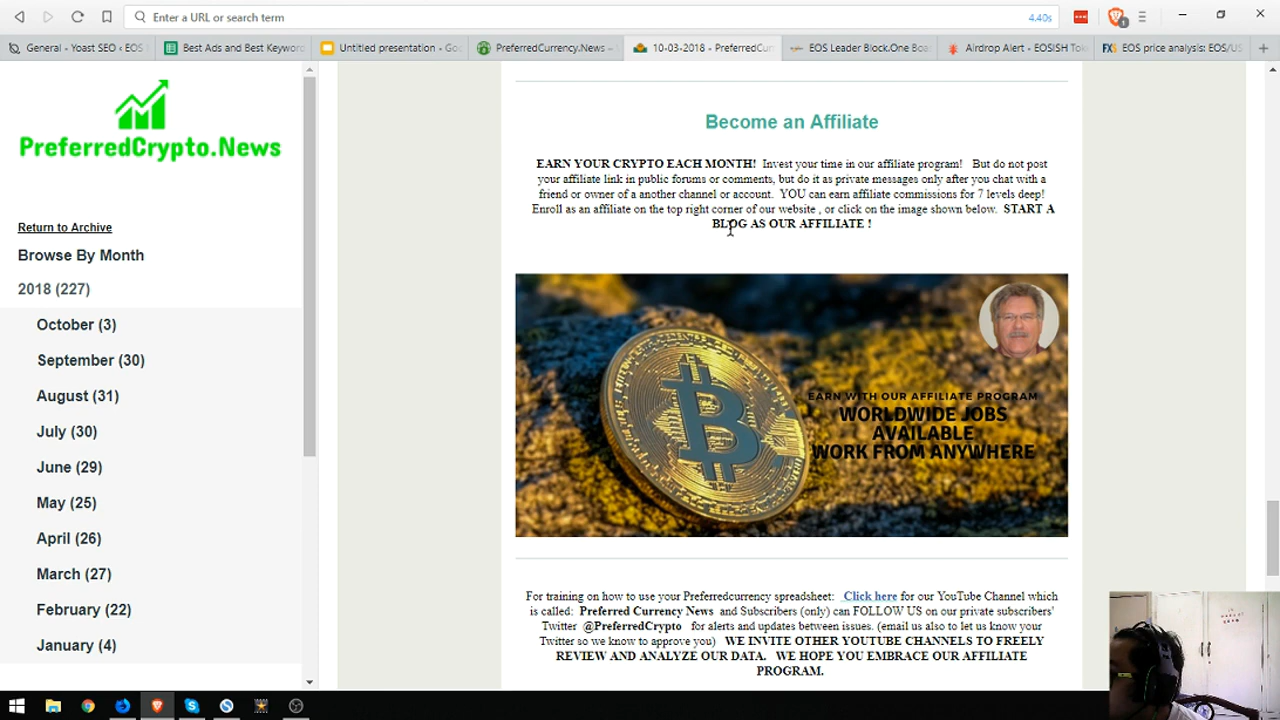 Enter a URL or search term
4.40s
1
General - Yoast SEO ‹ EOS
Best Ads and Best Keyword
Untitled presentation - Go
PreferredCurrency.News –
10-03-2018 - PreferredCur
EOS Leader Block.One Boa
Airdrop Alert - EOSISH Tok
FXS
EOS price analysis: EOS/US
PreferredCrypto.News
Return to Archive
Browse By Month
2018 (227)
October (3)
September (30)
August (31)
July (30)
June (29)
May (25)
April (26)
March (27)
February (22)
January (4)
Become an Affiliate
EARN YOUR CRYPTO EACH MONTH! Invest your time in our affiliate program! But do not post
your affiliate link in public forums or comments, but do it as private messages only after you chat with a
friend or owner of a another channel or account. YOU can earn affiliate commissions for 7 levels deep!
Enroll as an affiliate on the top right corner of our website , or click on the image shown below. START A
BLOG AS OUR AFFILIATE !
EARN WITH OUR AFFILIATE PROGRAM
WORLDWIDE JOBS
AVAILABLE
WORK FROM ANYWHERE
For training on how to use your Preferredcurrency spreadsheet: Click here for our YouTube Channel which
is called: Preferred Currency News and Subscribers (only) can FOLLOW US on our private subscribers'
Twitter @PreferredCrypto for alerts and updates between issues. (email us also to let us know your
Twitter so we know to approve you) WE INVITE OTHER YOUTUBE CHANNELS TO FREELY
REVIEW AND ANALYZE OUR DATA. WE HOPE YOU EMBRACE OUR AFFILIATE
PROGRAM.